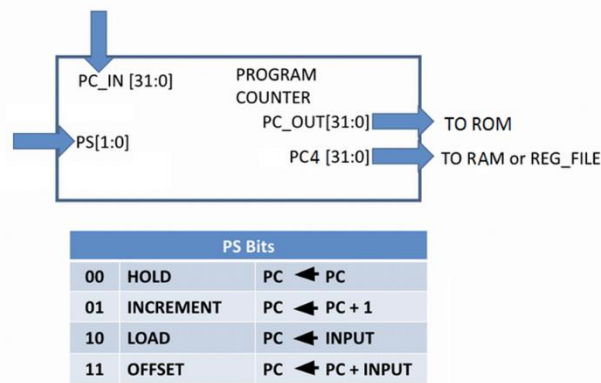 PC_IN [31:0]
PROGRAM
COUNTER
PC_OUT[31:0]
TO ROM
PS[1:0]
PC4 [31:0]
TO RAM or REG_FILE
PS Bits
00 HOLD PC PC
01 INCREMENT PC PC + 1
10 LOAD PC INPUT
11 OFFSET PC PC + INPUT